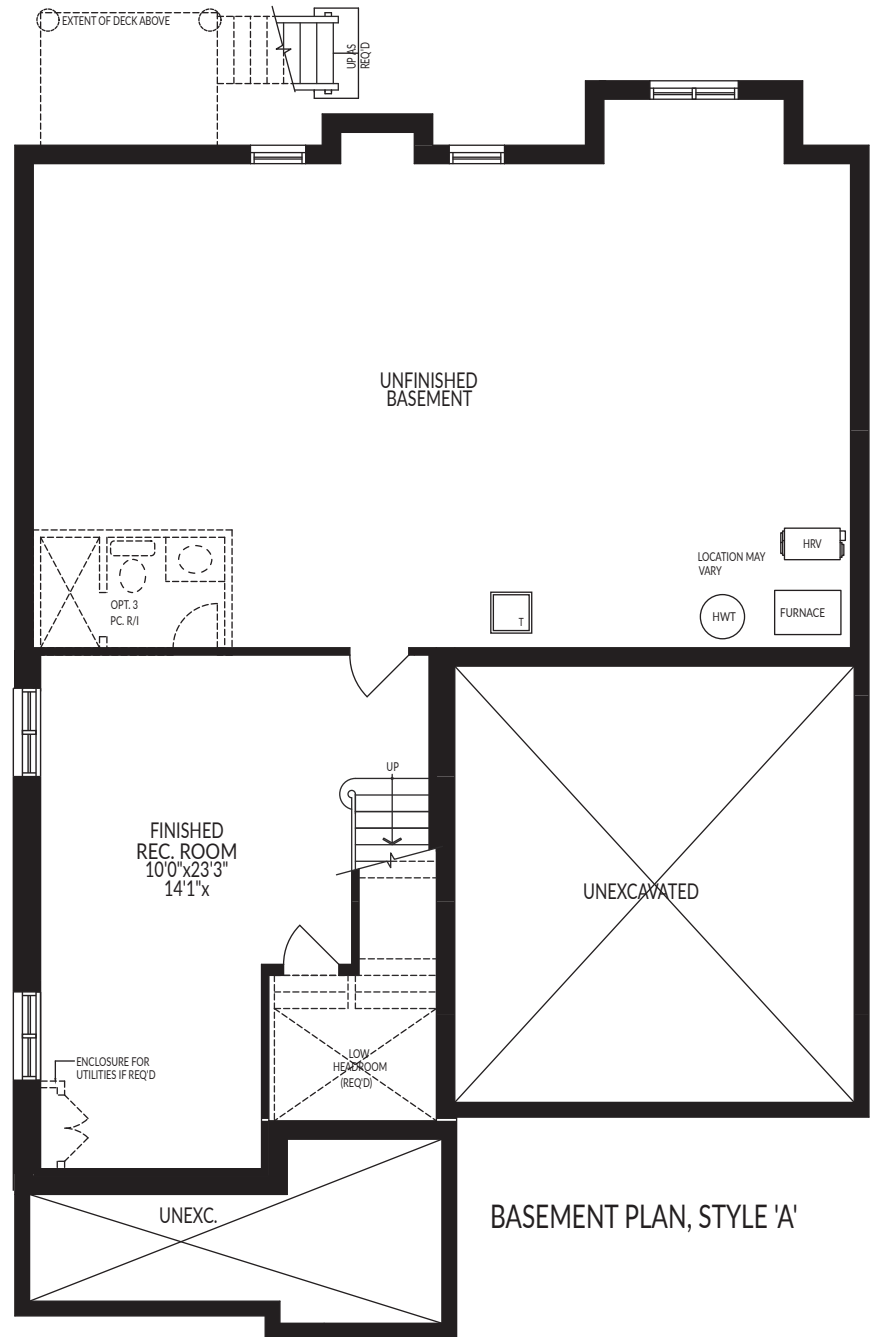 EXTENT OF DECK ABOVE
UP AS
REQ'D
UNFINISHED
BASEMENT
HRV
LOCATION MAY
VARY
OPT. 3
PC. R/I
T
HWT
FURNACE
UP
FINISHED
REC. ROOM
10'0"x23'3"
14'1"x
UNEXCAVATED
ENCLOSURE FOR
UTILITIES IF REQ'D
LOW
HEADROOM
(REQ'D)
UNEXC.
BASEMENT PLAN, STYLE 'A'